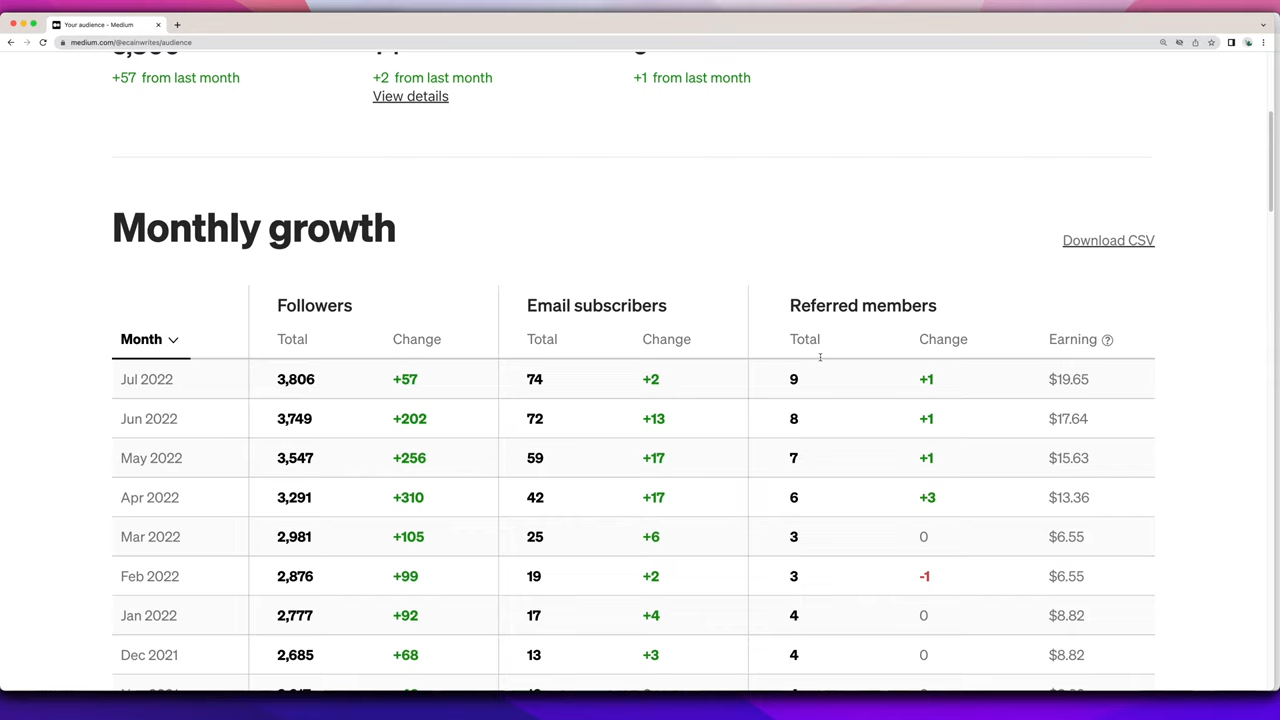 Your audience – Medium
medium.com/@ecainwrites/audience
+57 from last month +2 from last month +1 from last month
View details
Monthly growth
Download CSV
Followers Email subscribers Referred members
Month Total Change Total Change Total Change Earning ?
Jul 2022 3,806 +57 74 +2 9 +1 $19.65
Jun 2022 3,749 +202 72 +13 8 +1 $17.64
May 2022 3,547 +256 59 +17 7 +1 $15.63
Apr 2022 3,291 +310 42 +17 6 +3 $13.36
Mar 2022 2,981 +105 25 +6 3 0 $6.55
Feb 2022 2,876 +99 19 +2 3 -1 $6.55
Jan 2022 2,777 +92 17 +4 4 0 $8.82
Dec 2021 2,685 +68 13 +3 4 0 $8.82